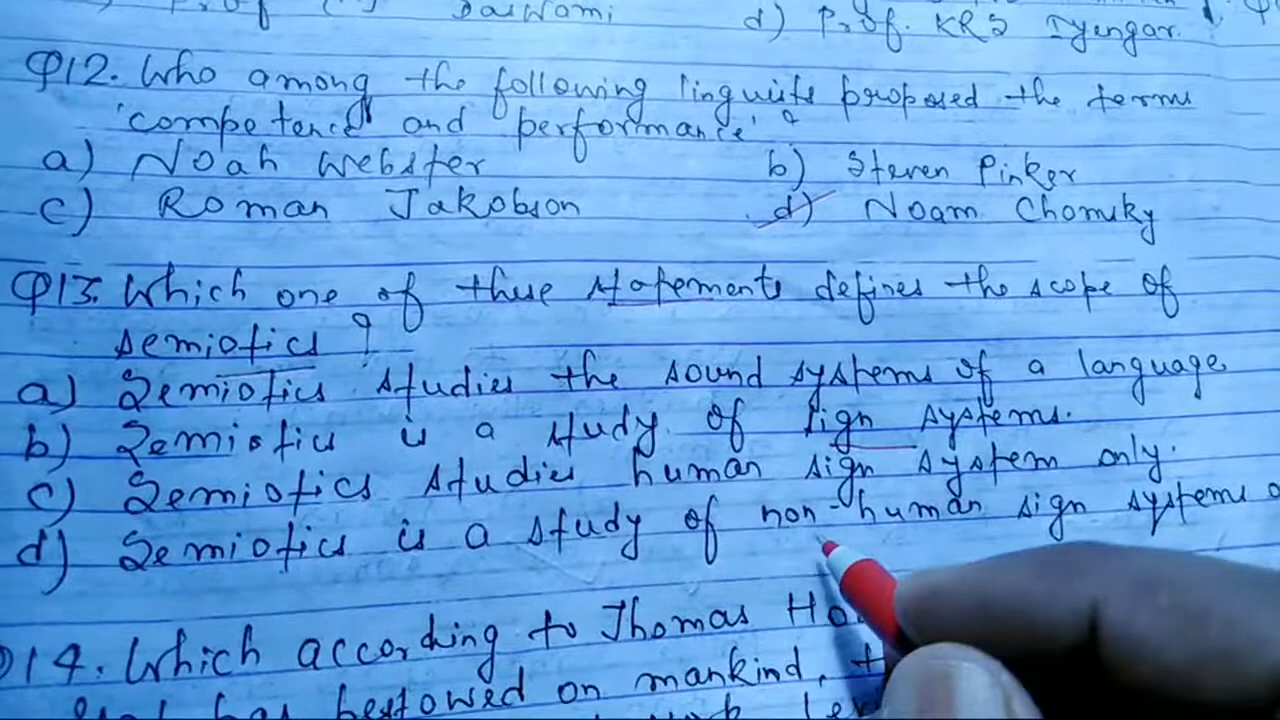 d) Prof. KRS Iyengar
Q12. Who among the following linguists proposed the terms
'competence and performance'?
a) Noah Webster b) Steven Pinker
c) Roman Jakobson d) Noam Chomsky
Q13. Which one of these statements defines the scope of
semiotics?
a) Semiotics studies the sound systems of a language
b) Semiotics is a study of sign systems.
c) Semiotics studies human sign system only.
d) Semiotics is a study of non-human sign systems
Q14. Which according to Thomas
has bestowed on mankind,